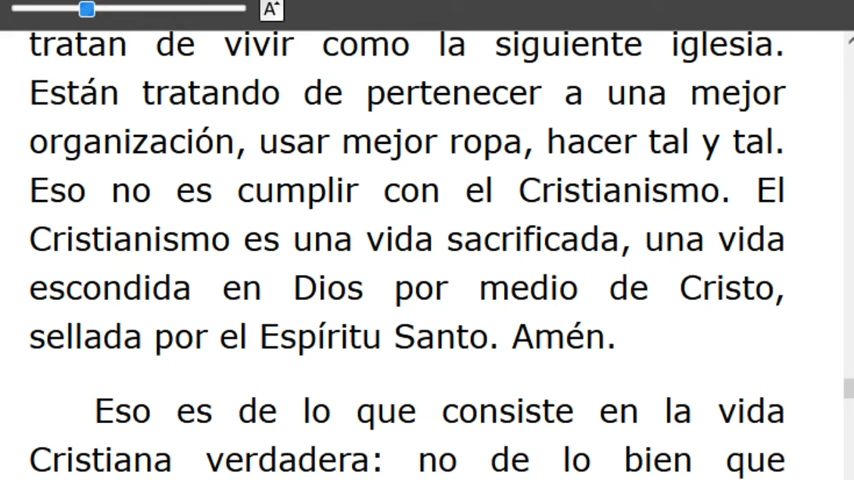 A
tratan de vivir como la siguiente iglesia.
Están tratando de pertenecer a una mejor
organización, usar mejor ropa, hacer tal y tal.
Eso no es cumplir con el Cristianismo. El
Cristianismo es una vida sacrificada, una vida
escondida en Dios por medio de Cristo,
sellada por el Espíritu Santo. Amén.
Eso es de lo que consiste en la vida
Cristiana verdadera: no de lo bien que